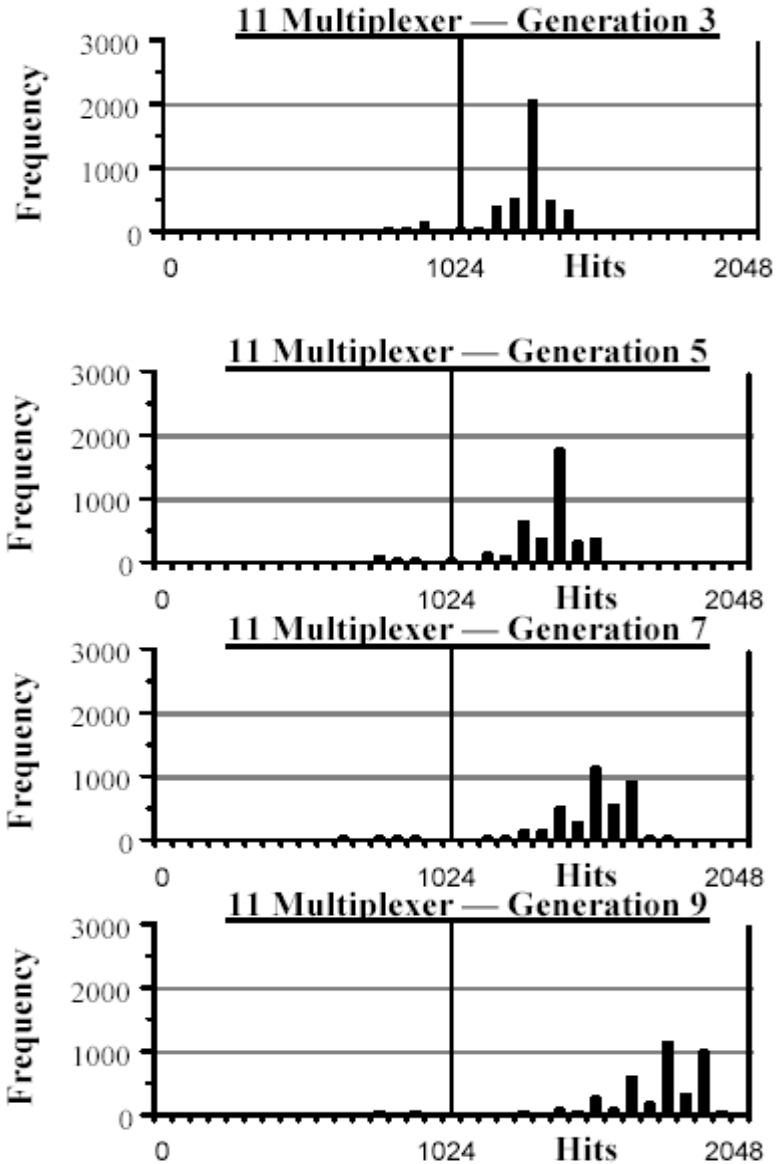 11 Multiplexer — Generation 3
Frequency
3000
2000
1000
0
0 1024 Hits 2048
11 Multiplexer — Generation 5
Frequency
3000
2000
1000
0
0 1024 Hits 2048
11 Multiplexer — Generation 7
Frequency
3000
2000
1000
0
0 1024 Hits 2048
11 Multiplexer — Generation 9
Frequency
3000
2000
1000
0
0 1024 Hits 2048